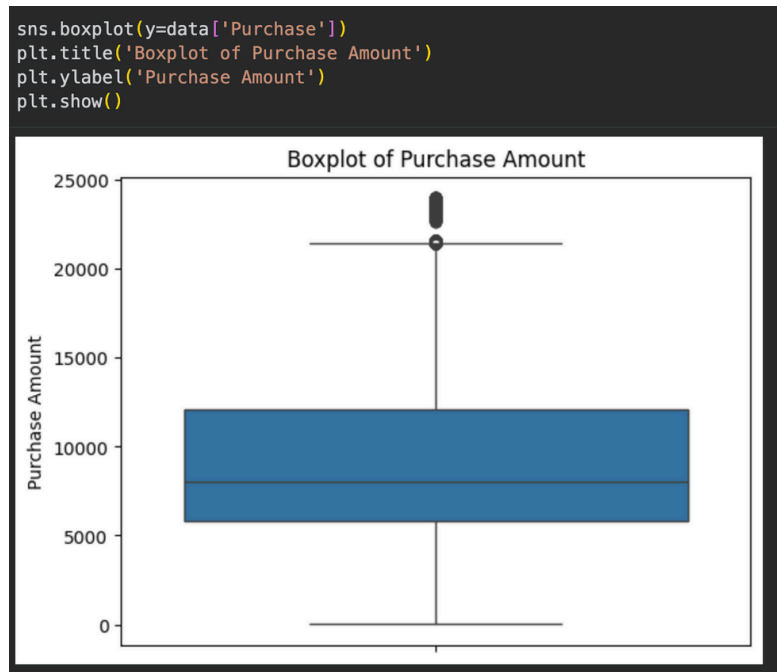 sns.boxplot(y=data['Purchase'])
plt.title('Boxplot of Purchase Amount')
plt.ylabel('Purchase Amount')
plt.show()
Boxplot of Purchase Amount
25000
20000
15000
10000
5000
0
Purchase Amount